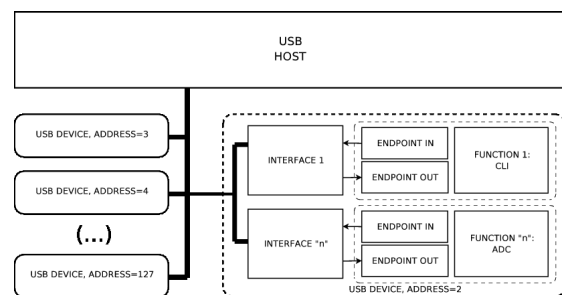 USB
HOST
USB DEVICE, ADDRESS=3
USB DEVICE, ADDRESS=4
(...)
USB DEVICE, ADDRESS=127
INTERFACE 1
ENDPOINT IN
ENDPOINT OUT
FUNCTION 1:
CLI
INTERFACE "n"
ENDPOINT IN
ENDPOINT OUT
FUNCTION "n":
ADC
USB DEVICE, ADDRESS=2